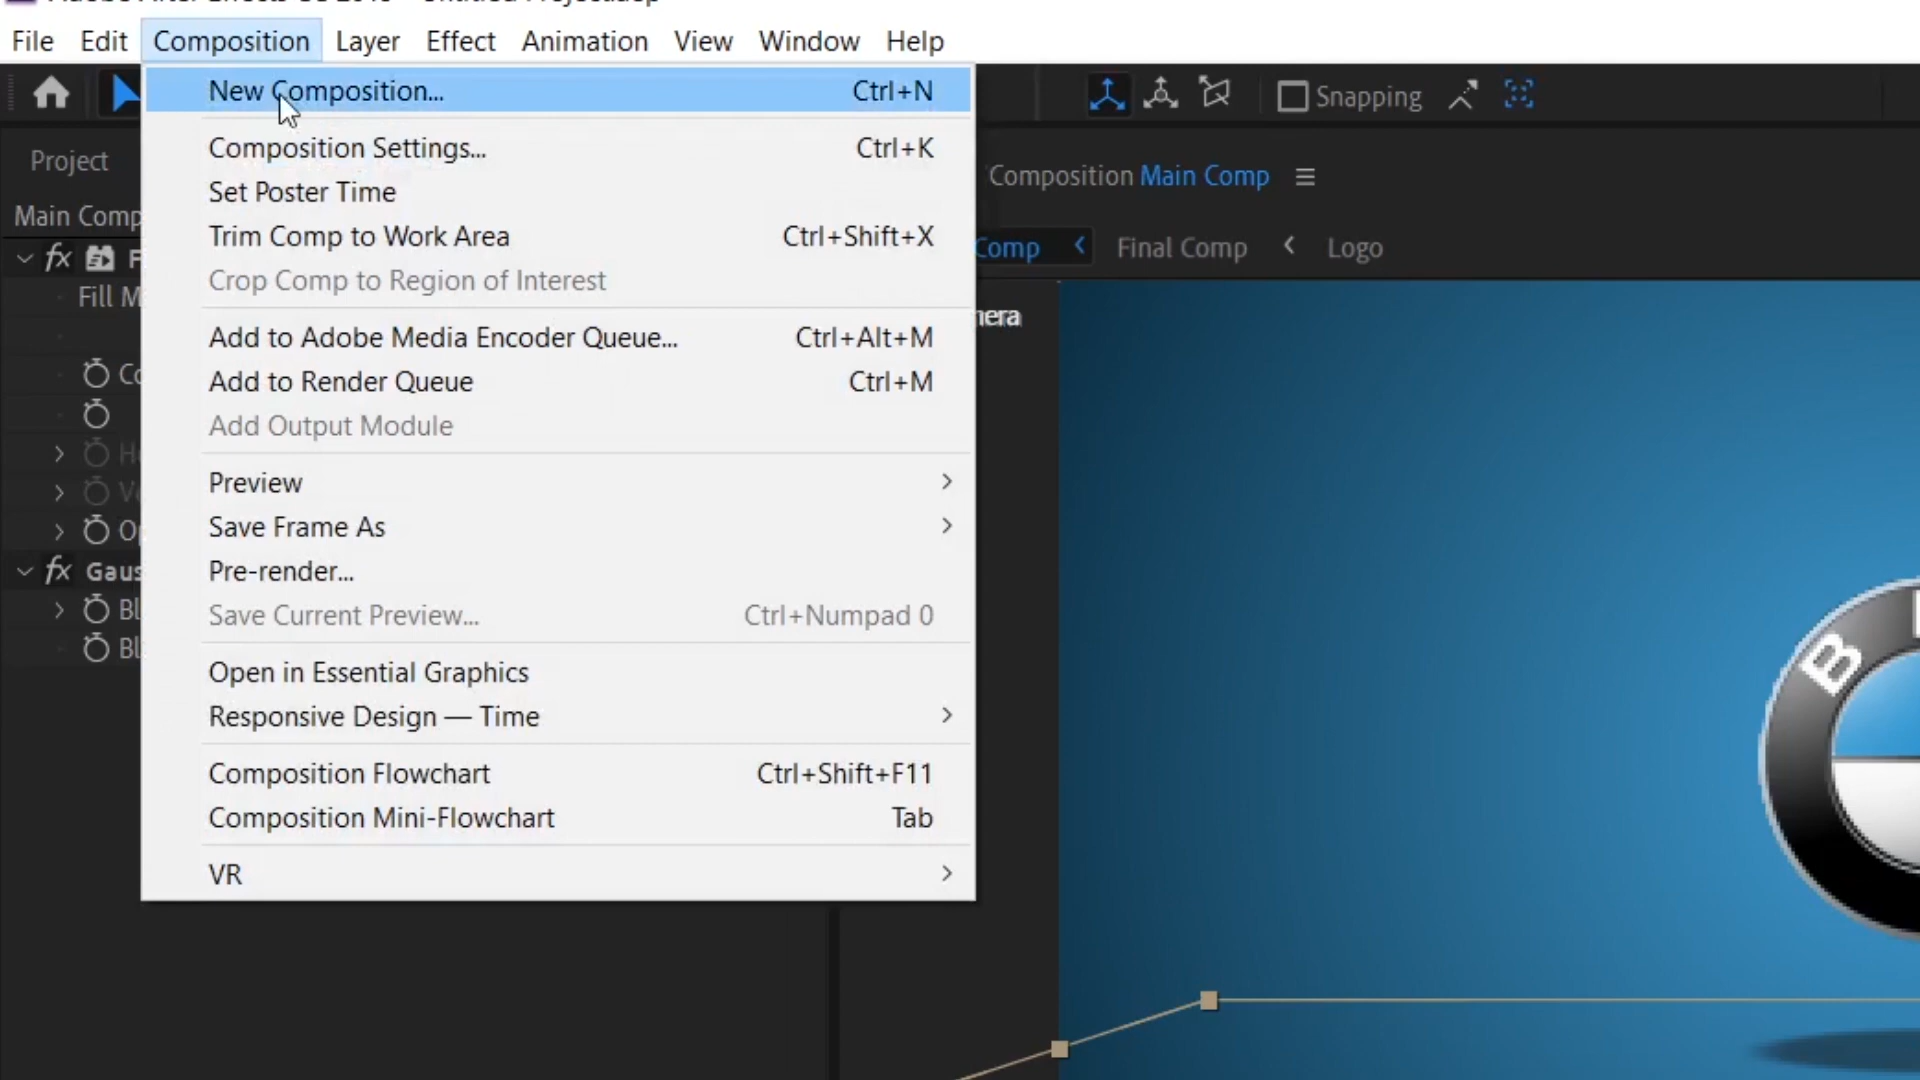 File Edit Composition Layer Effect Animation View Window Help
New Composition... Ctrl+N
Snapping
Composition Settings... Ctrl+K
Project
Composition Main Comp
Set Poster Time
Main Comp
Trim Comp to Work Area Ctrl+Shift+X
Comp Final Comp Logo
fx
Crop Comp to Region of Interest
Fill
Add to Adobe Media Encoder Queue... Ctrl+Alt+M
Add to Render Queue Ctrl+M
Add Output Module
Preview
Save Frame As
Pre-render...
fx
Save Current Preview... Ctrl+Numpad 0
Open in Essential Graphics
Responsive Design — Time
B
Composition Flowchart Ctrl+Shift+F11
Composition Mini-Flowchart Tab
VR